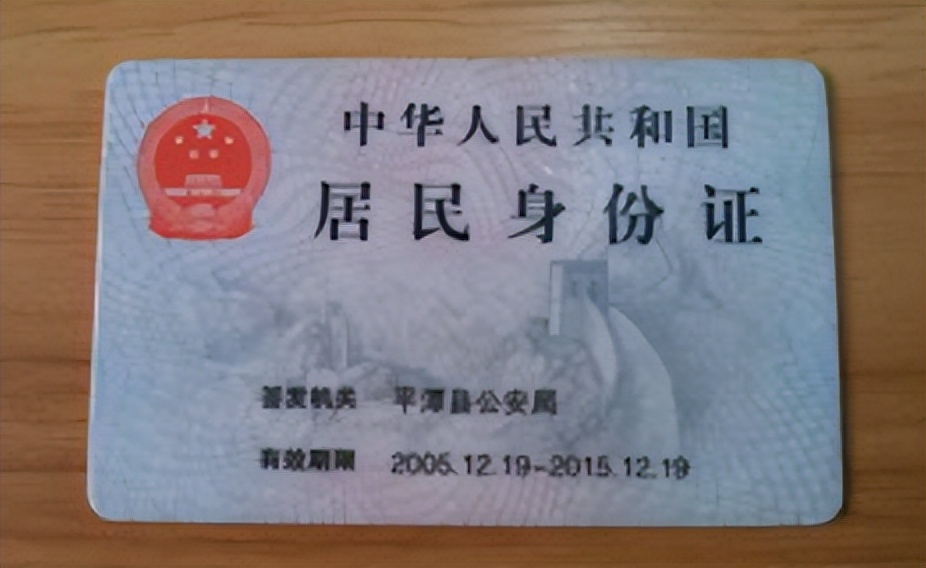 中华人民共和国
居民身份证
签发机关 平潭县公安局
有效期限 2005.12.19-2015.12.19